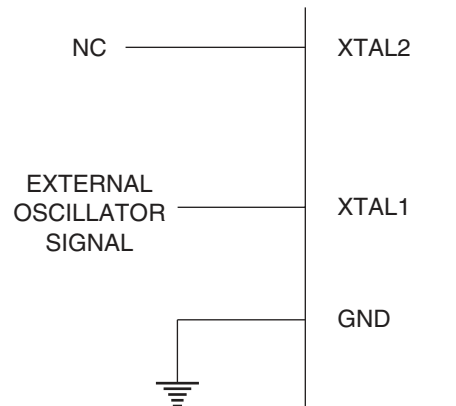 NC
XTAL2
EXTERNAL
OSCILLATOR
SIGNAL
XTAL1
GND